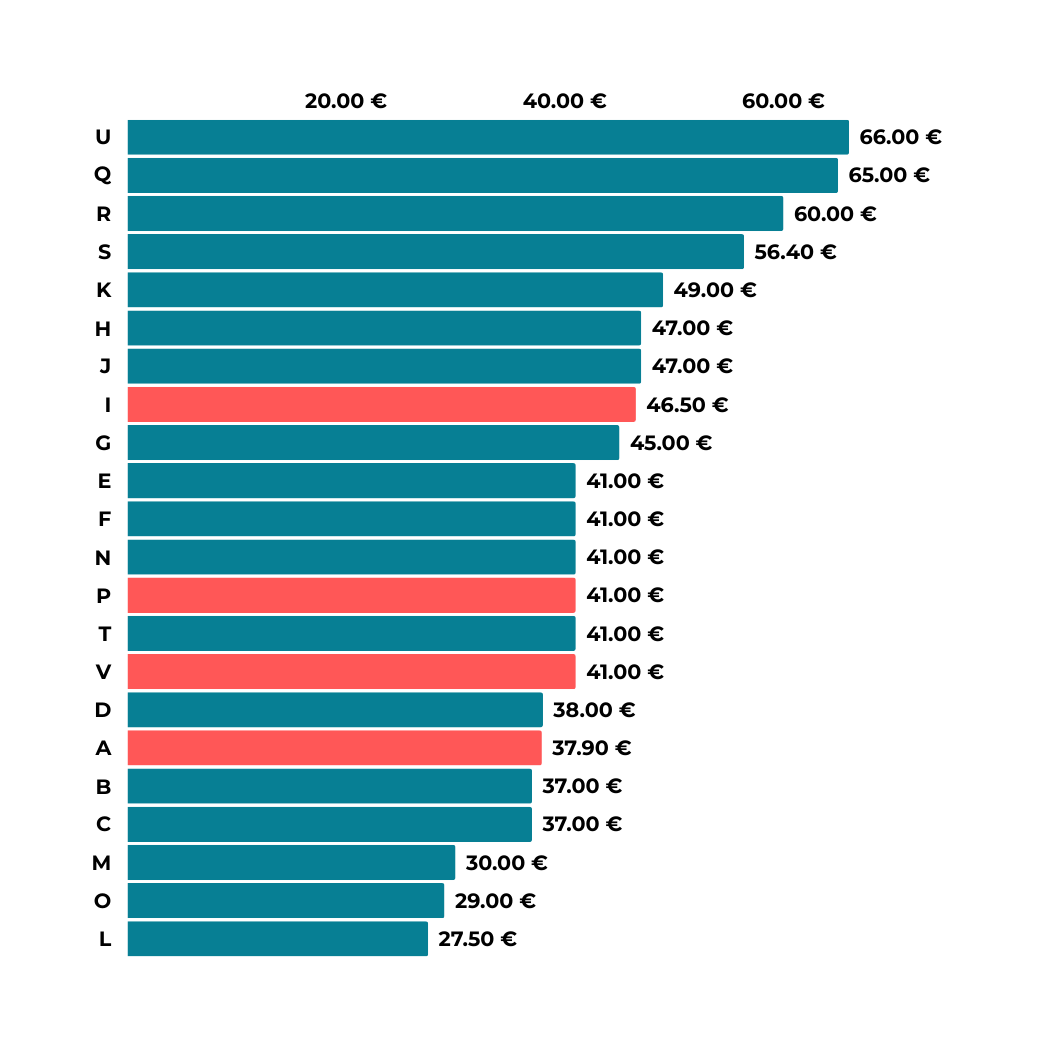 20.00 € 40.00 € 60.00 €
U 66.00 €
Q 65.00 €
R 60.00 €
S 56.40 €
K 49.00 €
H 47.00 €
J 47.00 €
I 46.50 €
G 45.00 €
E 41.00 €
F 41.00 €
N 41.00 €
P 41.00 €
T 41.00 €
V 41.00 €
D 38.00 €
A 37.90 €
B 37.00 €
C 37.00 €
M 30.00 €
O 29.00 €
L 27.50 €